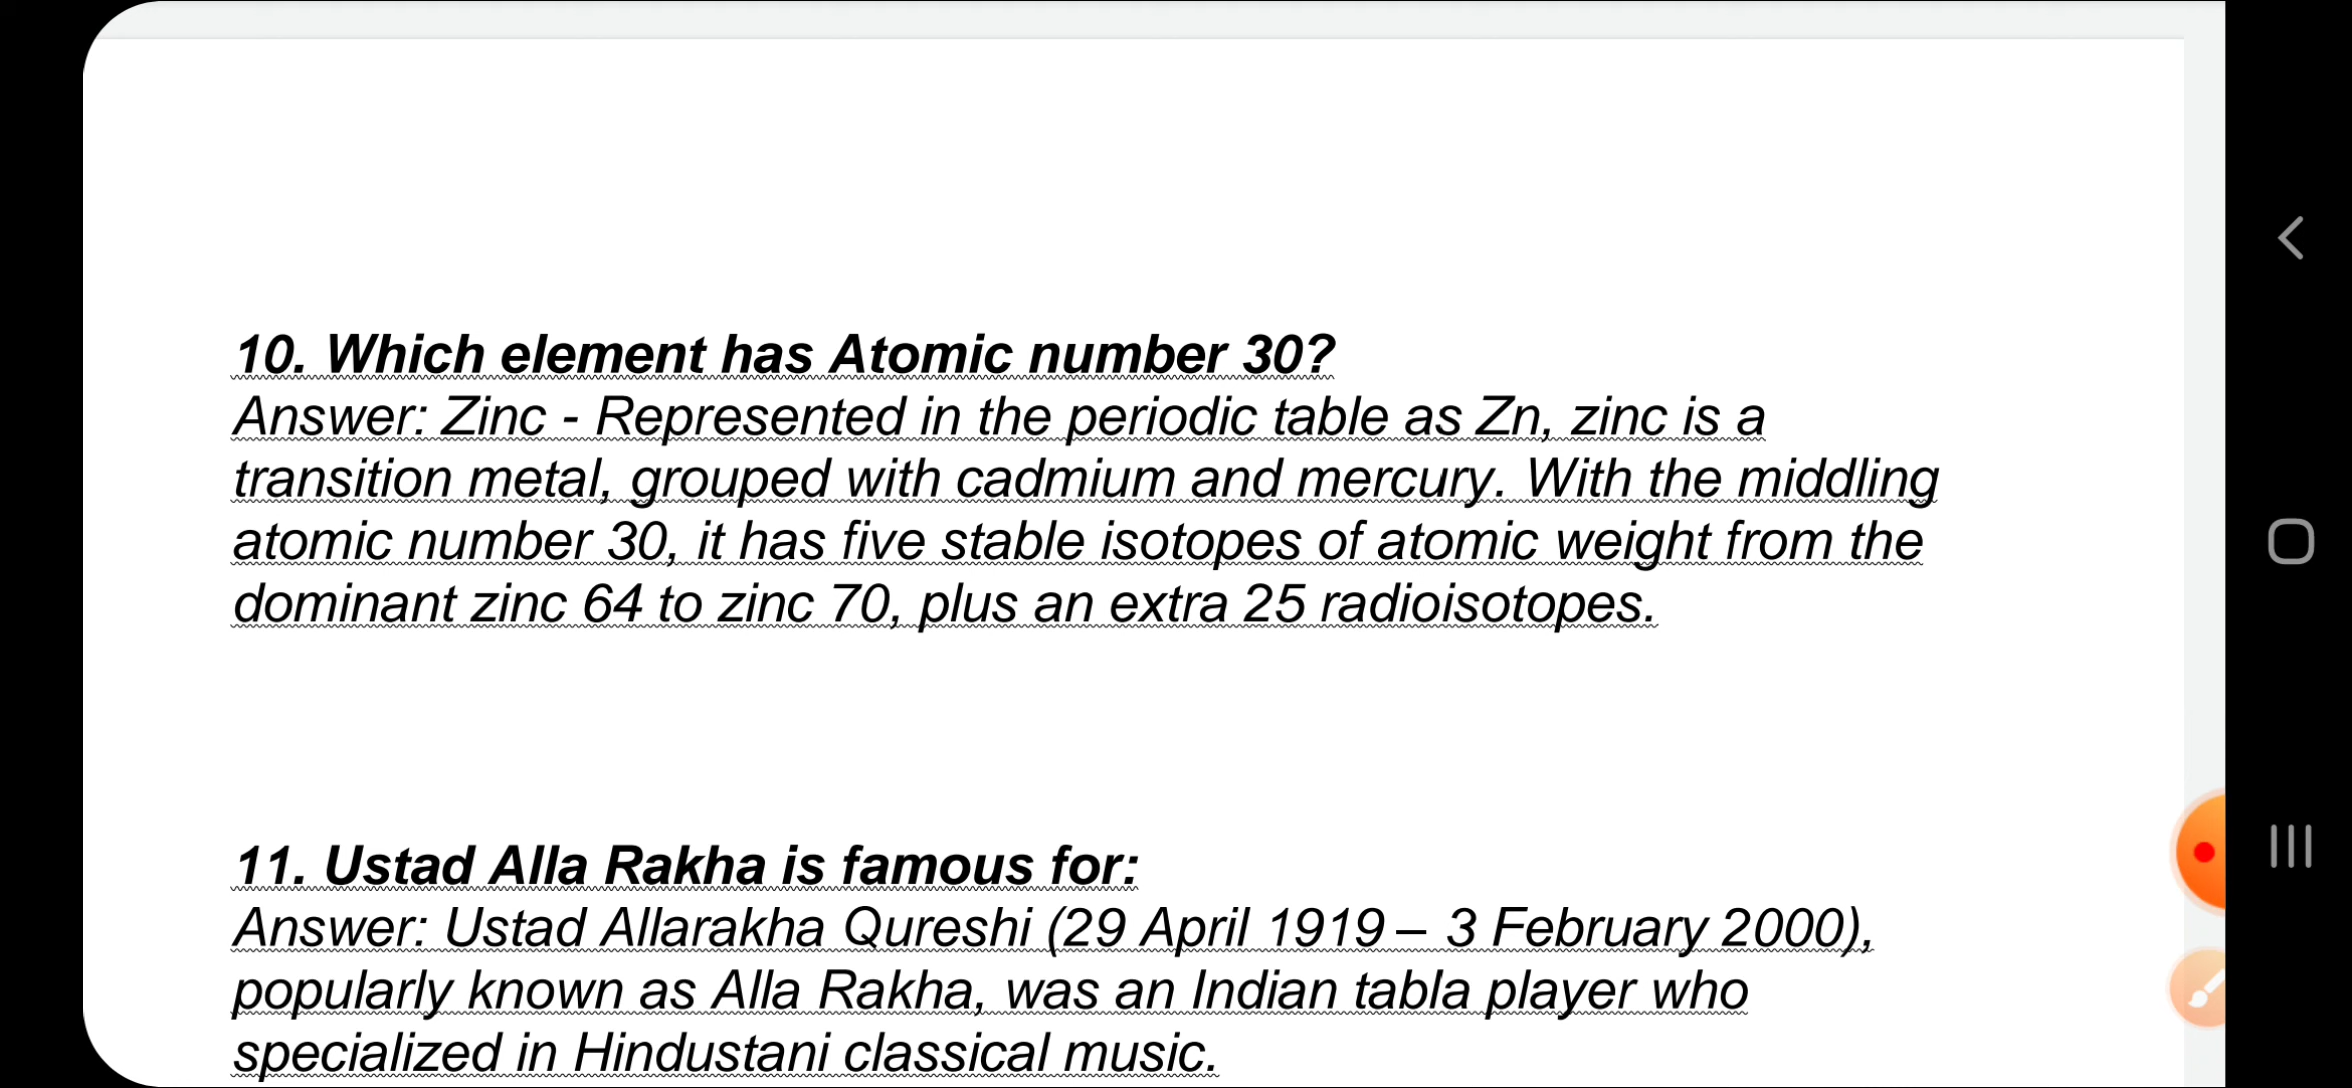 10. Which element has Atomic number 30?
Answer: Zinc - Represented in the periodic table as Zn, zinc is a
transition metal, grouped with cadmium and mercury. With the middling
atomic number 30, it has five stable isotopes of atomic weight from the
dominant zinc 64 to zinc 70, plus an extra 25 radioisotopes.
11. Ustad Alla Rakha is famous for:
Answer: Ustad Allarakha Qureshi (29 April 1919 – 3 February 2000),
popularly known as Alla Rakha, was an Indian tabla player who
specialized in Hindustani classical music.